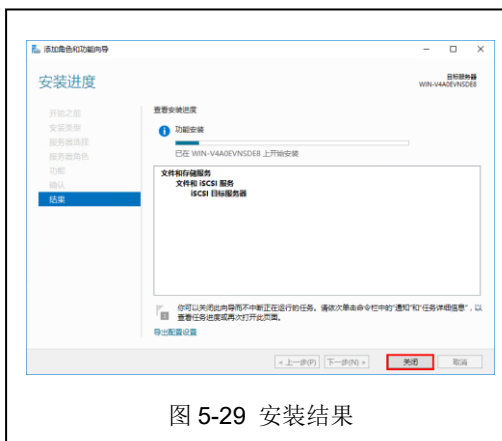 添加角色和功能向导
安装进度
目标服务器
WIN-V4A0EVNSDE8
开始之前
安装类型
服务器选择
服务器角色
功能
确认
结果
查看安装进度
功能安装
已在 WIN-V4A0EVNSDE8 上开始安装
文件和存储服务
文件和 iSCSI 服务
iSCSI 目标服务器
你可以关闭此向导而不中断正在运行的任务。请依次单击命令栏中的"通知"和"任务详细信息"，以
查看任务进度或再次打开此页面。
导出配置设置
< 上一步(P)
下一步(N) >
关闭
取消
图 5-29 安装结果